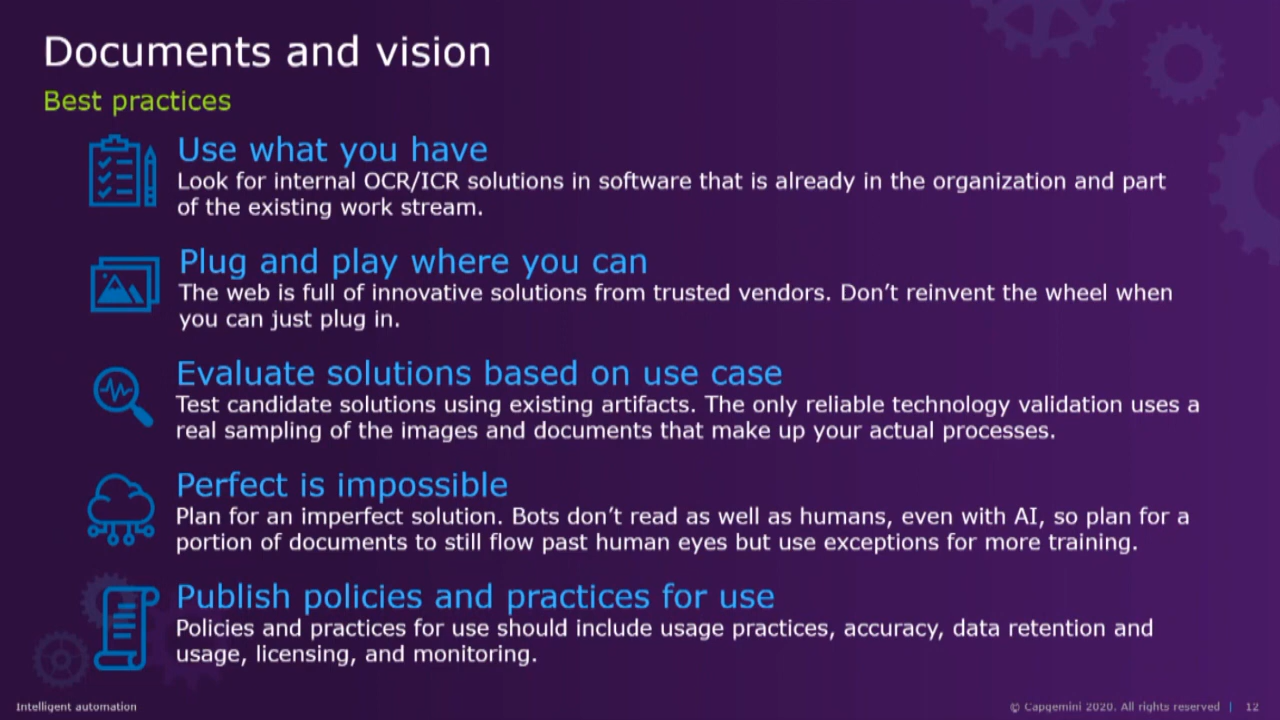 Documents and vision
Best practices
Use what you have
Look for internal OCR/ICR solutions in software that is already in the organization and part
of the existing work stream.
Plug and play where you can
The web is full of innovative solutions from trusted vendors. Don’t reinvent the wheel when
you can just plug in.
Evaluate solutions based on use case
Test candidate solutions using existing artifacts. The only reliable technology validation uses a
real sampling of the images and documents that make up your actual processes.
Perfect is impossible
Plan for an imperfect solution. Bots don’t read as well as humans, even with AI, so plan for a
portion of documents to still flow past human eyes but use exceptions for more training.
Publish policies and practices for use
Policies and practices for use should include usage practices, accuracy, data retention and
usage, licensing, and monitoring.
Intelligent automation
© Capgemini 2020. All rights reserved | 12